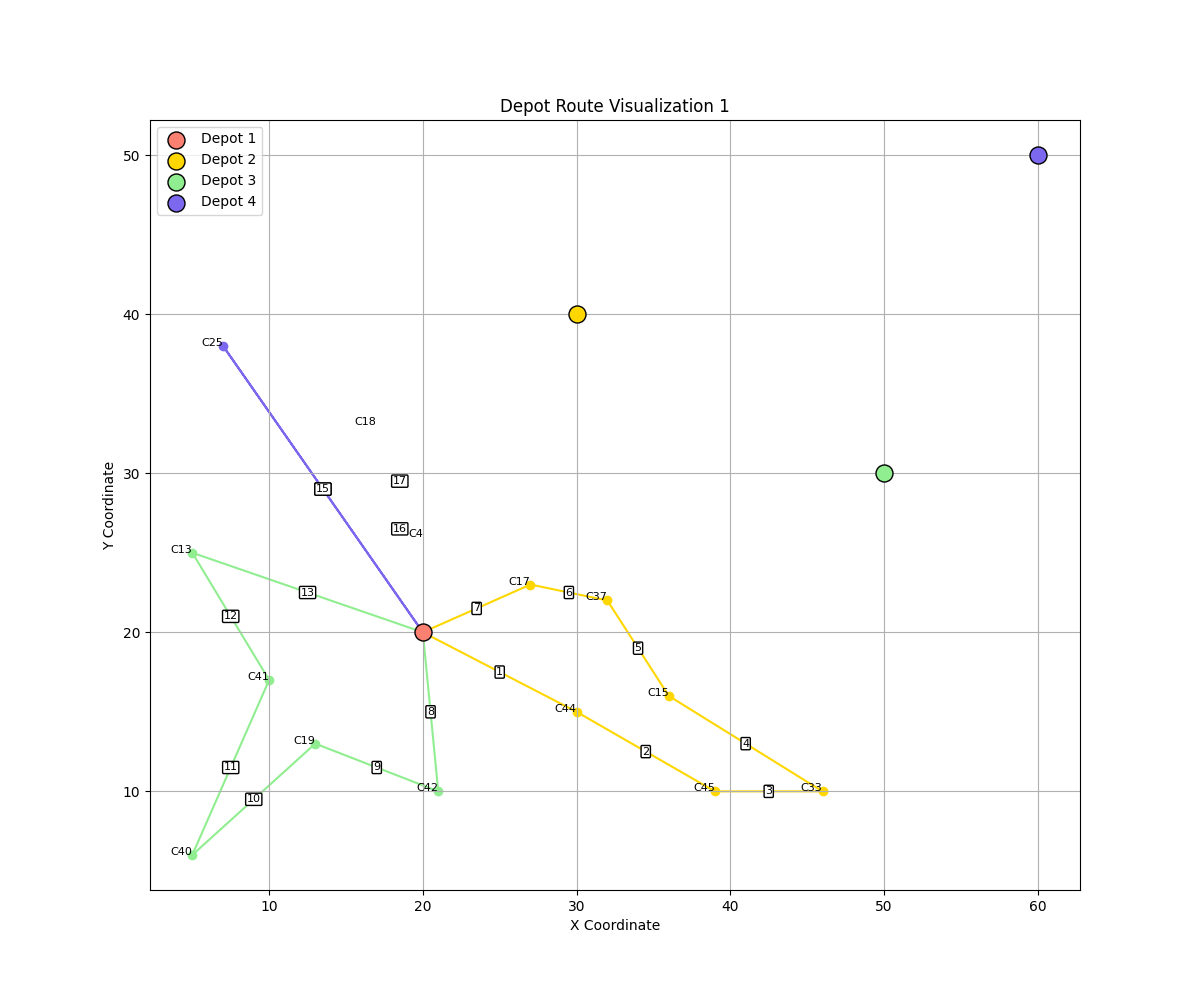 Depot Route Visualization 1
Depot 1
Depot 2
Depot 3
Depot 4
50
40
30
20
10
Y Coordinate
C25
C18
17
15
16
C4
C13
C17
6
C37
13
7
12
5
1
C41
C15
C44
8
4
C19
2
11
9
10
C42
C45
3
C33
C40
10
20
30
40
50
60
X Coordinate